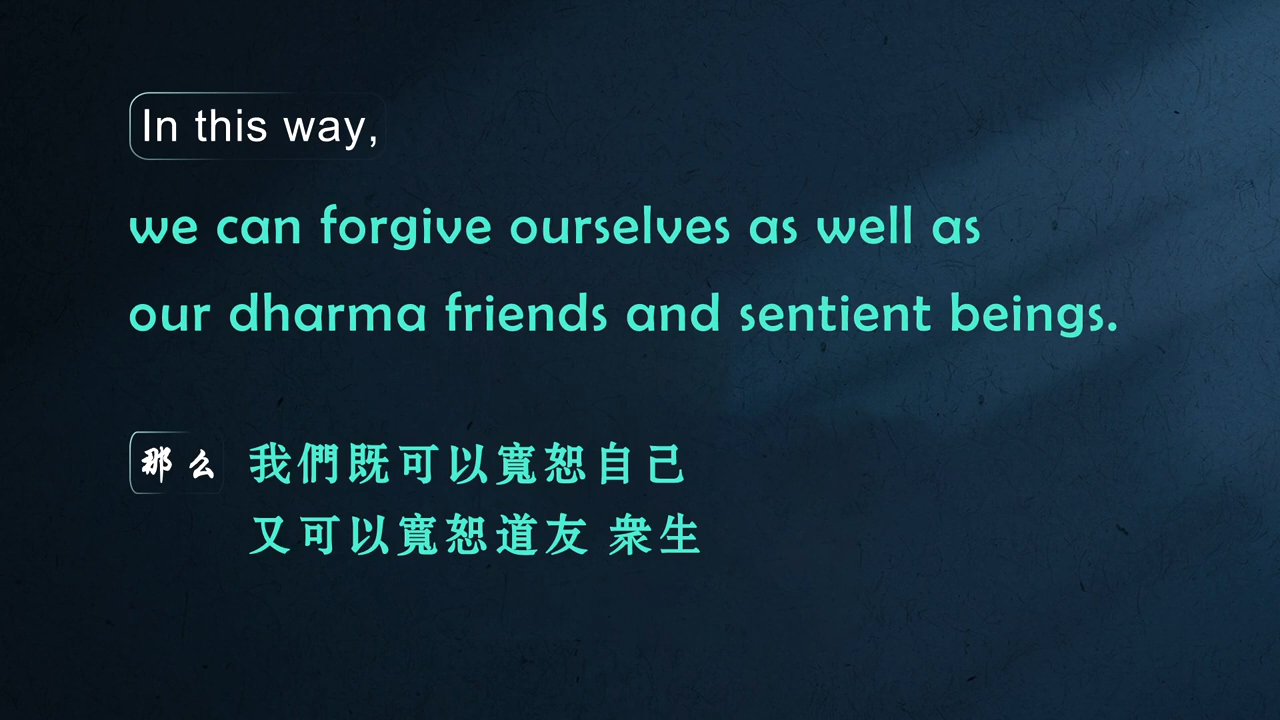 In this way,
we can forgive ourselves as well as
our dharma friends and sentient beings.
那么 我們既可以寬恕自己
又可以寬恕道友 衆生